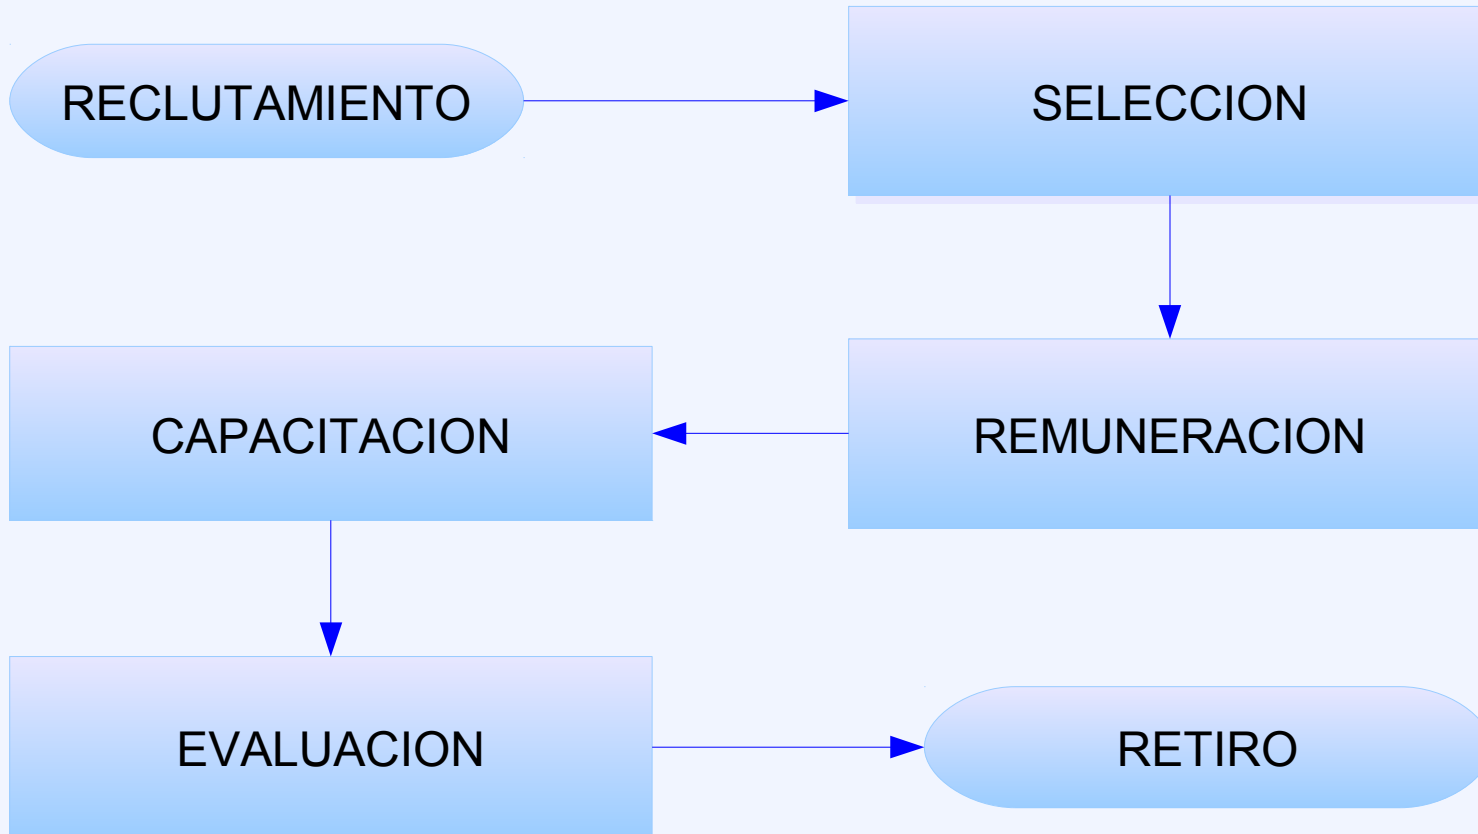 RECLUTAMIENTO
SELECCION
REMUNERACION
CAPACITACION
EVALUACION
RETIRO